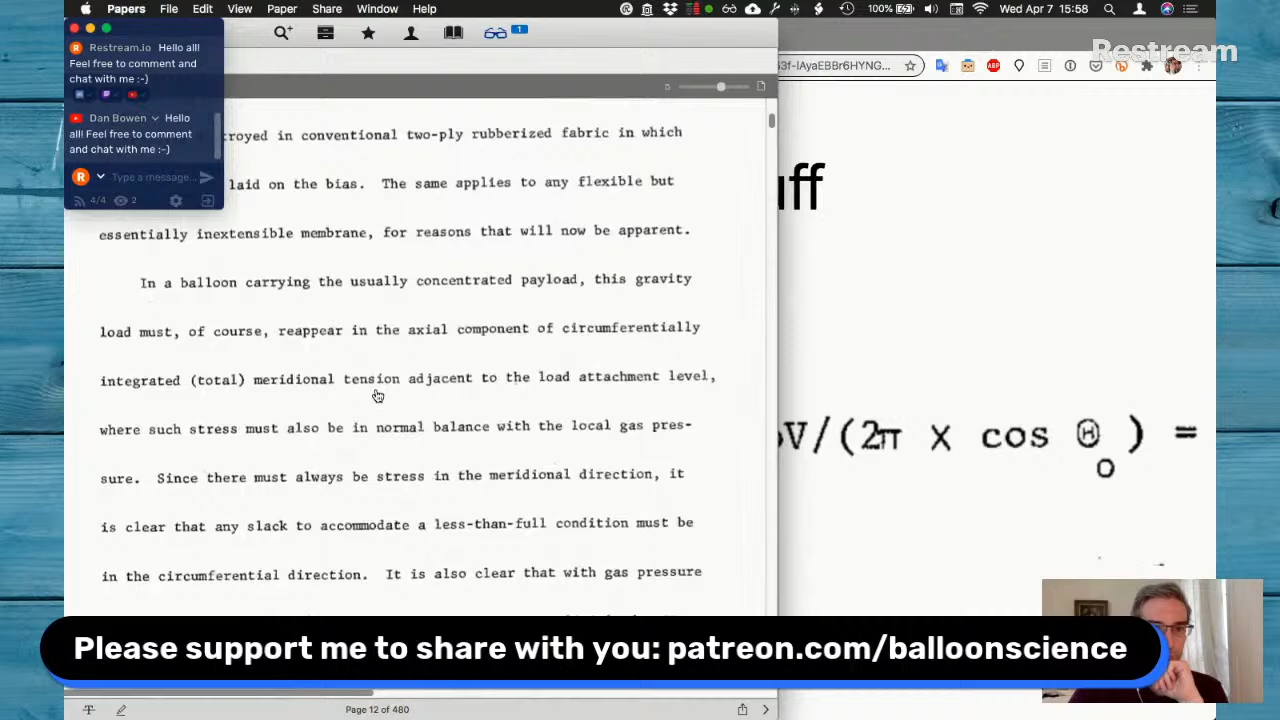 Papers File Edit View Paper Share Window Help 100% Wed Apr 7 15:58
Restream
Restream.io Hello all!
Feel free to comment and
chat with me :-)
Dan Bowen Hello
all! Feel free to comment
and chat with me :-)
Type a message...
4/4 2
1
53f-lAyaEBBr6HYNG...
ABP
troyed in conventional two-ply rubberized fabric in which
laid on the bias. The same applies to any flexible but
essentially inextensible membrane, for reasons that will now be apparent.
In a balloon carrying the usually concentrated payload, this gravity
load must, of course, reappear in the axial component of circumferentially
integrated (total) meridional tension adjacent to the load attachment level,
where such stress must also be in normal balance with the local gas pres-
sure. Since there must always be stress in the meridional direction, it
is clear that any slack to accommodate a less-than-full condition must be
in the circumferential direction. It is also clear that with gas pressure
uff
V/(2π X cos Θo) =
Please support me to share with you: patreon.com/balloonscience
Page 12 of 480